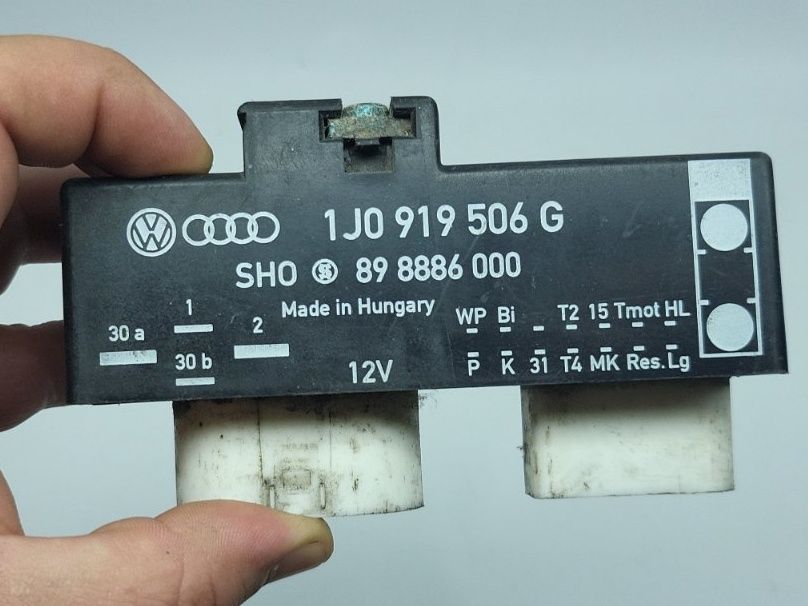 1J0 919 506 G
SHO 89 8886 000
Made in Hungary
30 a 1 2 30 b
12V
WP Bi T2 15 Tmot HL
P K 31 T4 MK Res. Lg